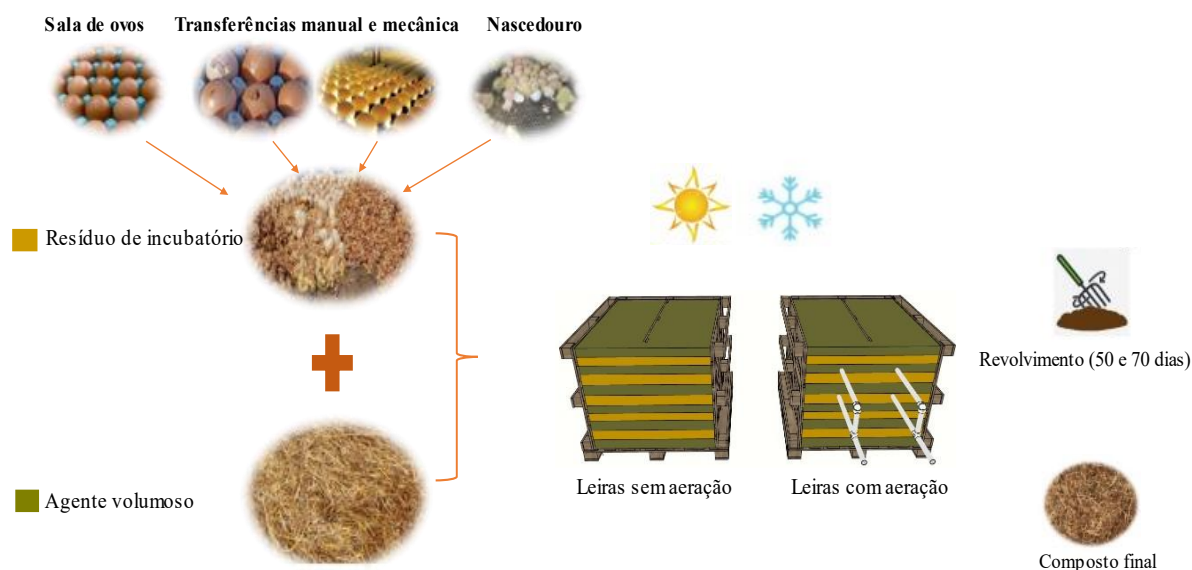 Sala de ovos
Transferências manual e mecânica
Nascedouro
Resíduo de incubatório
Agente volumoso
Leiras sem aeração
Leiras com aeração
Revolvimento (50 e 70 dias)
Composto final